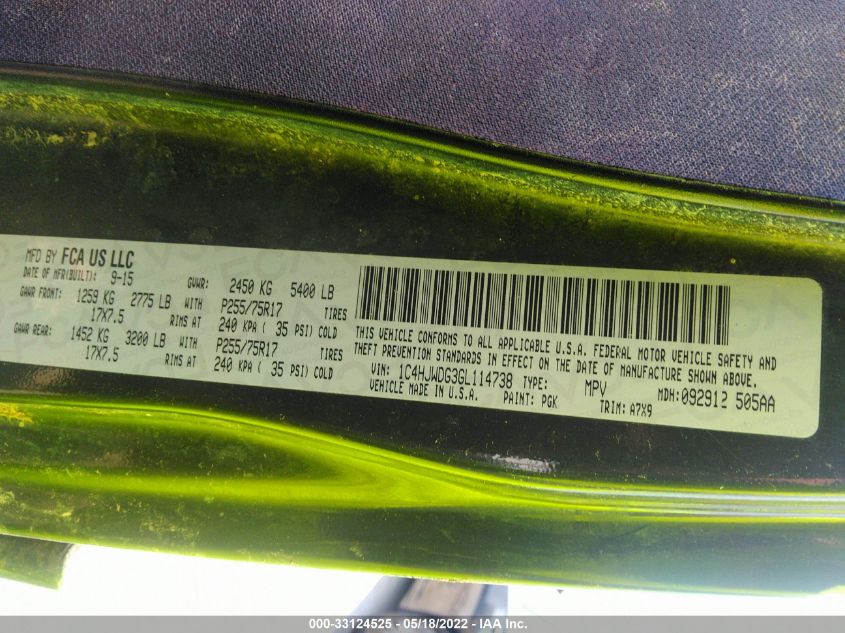 MFD BY FCA US LLC
DATE OF MFR(BUILT): 9-15 GVWR: 2450 KG 5400 LB
GAWR FRONT: 1259 KG 2775 LB WITH P255/75R17 TIRES
17X7.5 RIMS AT 240 KPA ( 35 PSI) COLD
GAWR REAR: 1452 KG 3200 LB WITH P255/75R17 TIRES
17X7.5 RIMS AT 240 KPA ( 35 PSI) COLD
THIS VEHICLE CONFORMS TO ALL APPLICABLE U.S.A. FEDERAL MOTOR VEHICLE SAFETY AND
THEFT PREVENTION STANDARDS IN EFFECT ON THE DATE OF MANUFACTURE SHOWN ABOVE.
VIN: 1C4HJWDG3GL114738 TYPE: MPV MDH:092912 505AA
VEHICLE MADE IN U.S.A. PAINT: PGK TRIM: A7X9
000-33124525 - 05/18/2022 - IAA Inc.